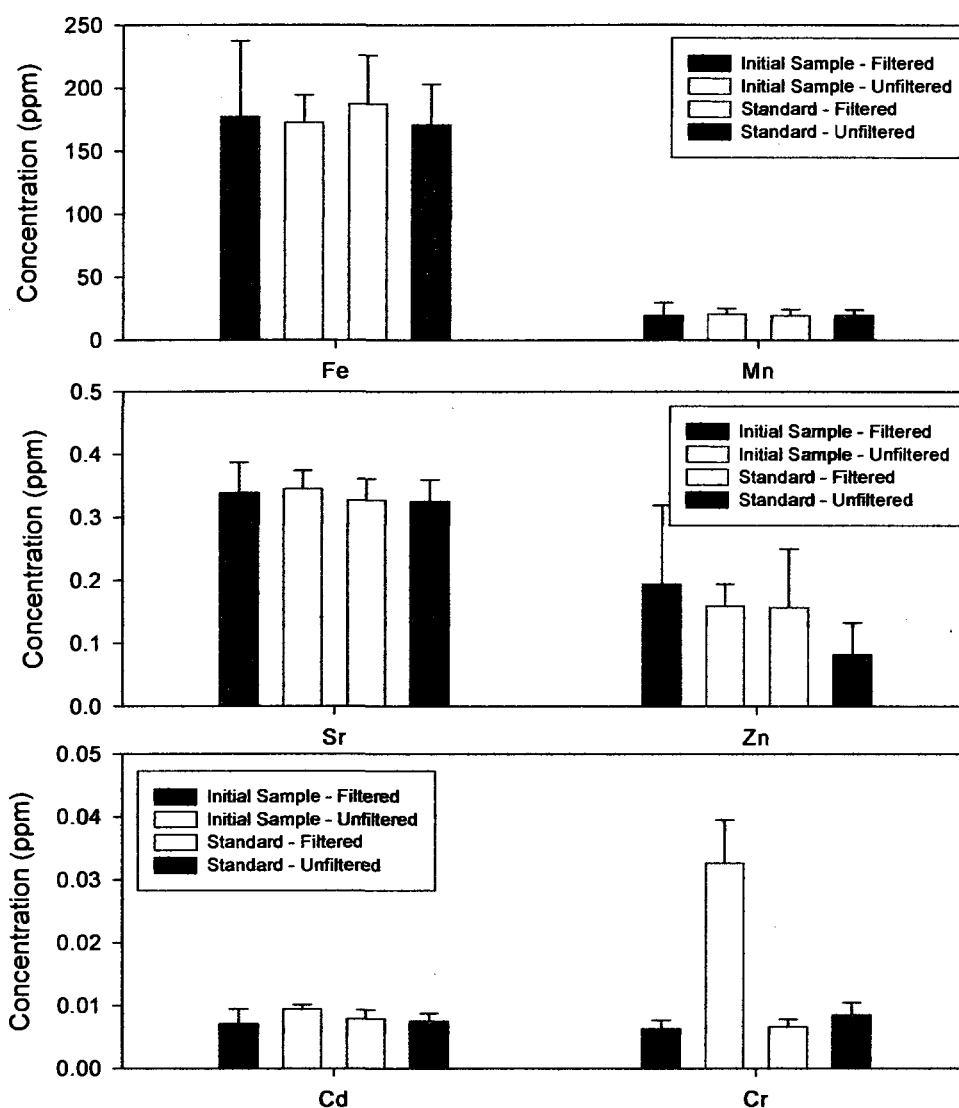 250
200
150
100
50
0
Concentration (ppm)
Initial Sample - Filtered
Initial Sample - Unfiltered
Standard - Filtered
Standard - Unfiltered
Fe
Mn
0.5
0.4
0.3
0.2
0.1
0.0
Concentration (ppm)
Initial Sample - Filtered
Initial Sample - Unfiltered
Standard - Filtered
Standard - Unfiltered
Sr
Zn
0.05
0.04
0.03
0.02
0.01
0.00
Concentration (ppm)
Initial Sample - Filtered
Initial Sample - Unfiltered
Standard - Filtered
Standard - Unfiltered
Cd
Cr